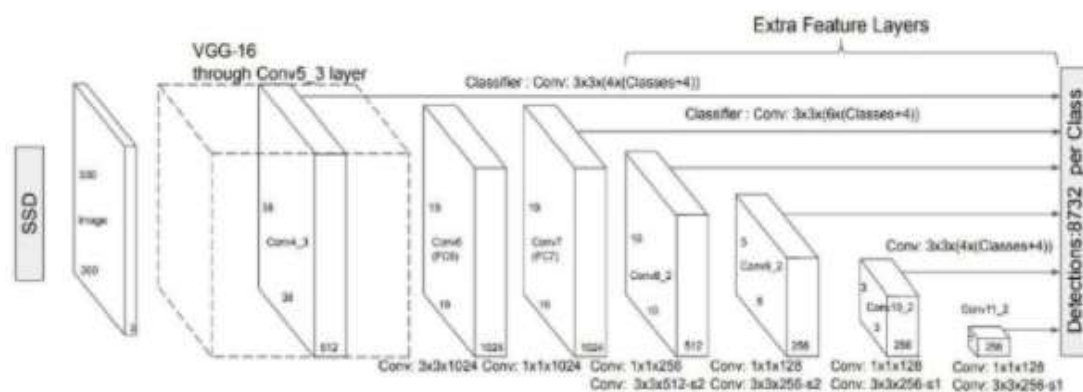 Extra Feature Layers
VGG-16
through Conv5_3 layer
Classifier : Conv: 3x3x(4x(Classes+4))
Classifier : Conv: 3x3x(6x(Classes+4))
SSD
300
Image
300
3
38
Conv4_3
38
512
19
Conv6
(FC6)
19
1024
19
Conv7
(FC7)
19
1024
10
Conv8_2
10
512
5
Conv9_2
5
256
Conv: 3x3x(4x(Classes+4))
3
Conv10_2
3
256
Conv11_2
256
Detections:8732 per Class
Conv: 3x3x1024
Conv: 1x1x1024
Conv: 1x1x256
Conv: 3x3x512-s2
Conv: 1x1x128
Conv: 3x3x256-s2
Conv: 1x1x128
Conv: 3x3x256-s1
Conv: 1x1x128
Conv: 3x3x256-s1